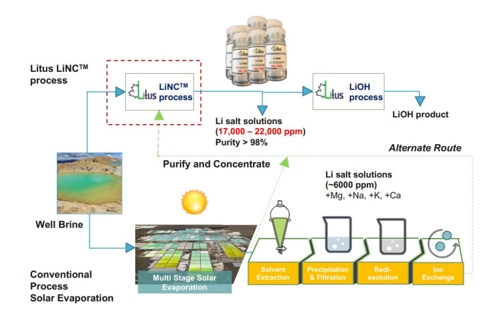 Litus LiNC™
process
Litus
LiNC™
process
Litus
LiOH
process
LiOH product
Li salt solutions
(17,000 – 22,000 ppm)
Purity > 98%
Alternate Route
Purify and Concentrate
Li salt solutions
(~6000 ppm)
+Mg, +Na, +K, +Ca
Well Brine
Conventional
Process
Solar Evaporation
Multi Stage Solar
Evaporation
Solvent
Extraction
Precipitation
& Filtration
Redi-
ssolution
Ion
Exchange